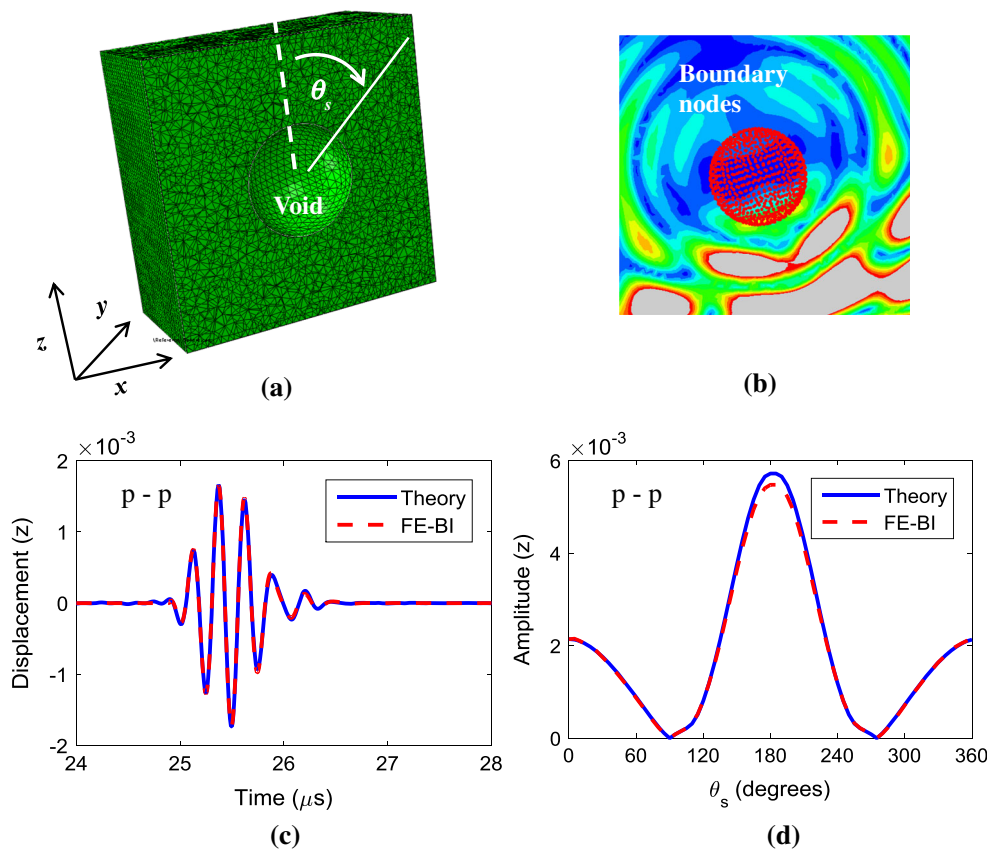 θs
Void
z
y
x
(a)
Boundary
nodes
(b)
×10-3
p - p
Theory
FE-BI
Displacement (z)
2
1
0
-1
-2
24
25
26
27
28
Time (μs)
(c)
×10-3
p - p
Theory
FE-BI
Amplitude (z)
6
4
2
0
0
60
120
180
240
300
360
θs (degrees)
(d)